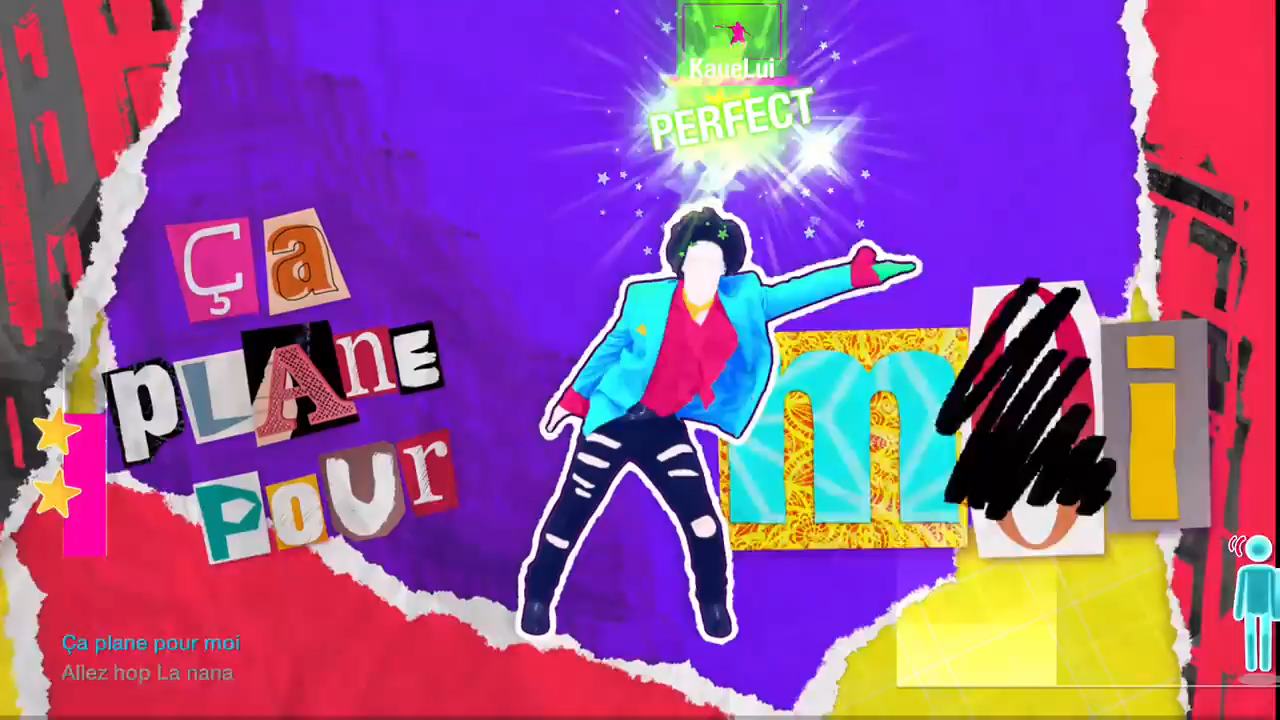 KaueLui
PERFECT
Ça
pLAnE
Pour
moi
Ça plane pour moi
Allez hop La nana